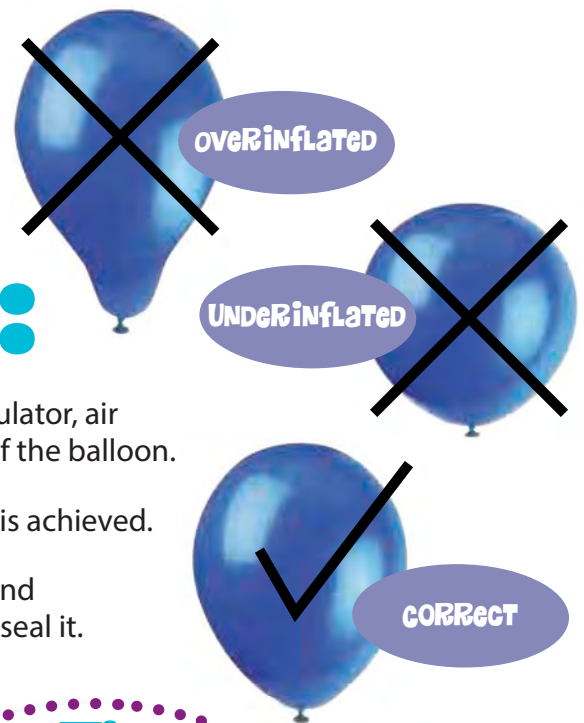 OVERINFLATED
UNDERINFLATED
:
ulator, air
f the balloon.
is achieved.
nd
seal it.
CORRECT